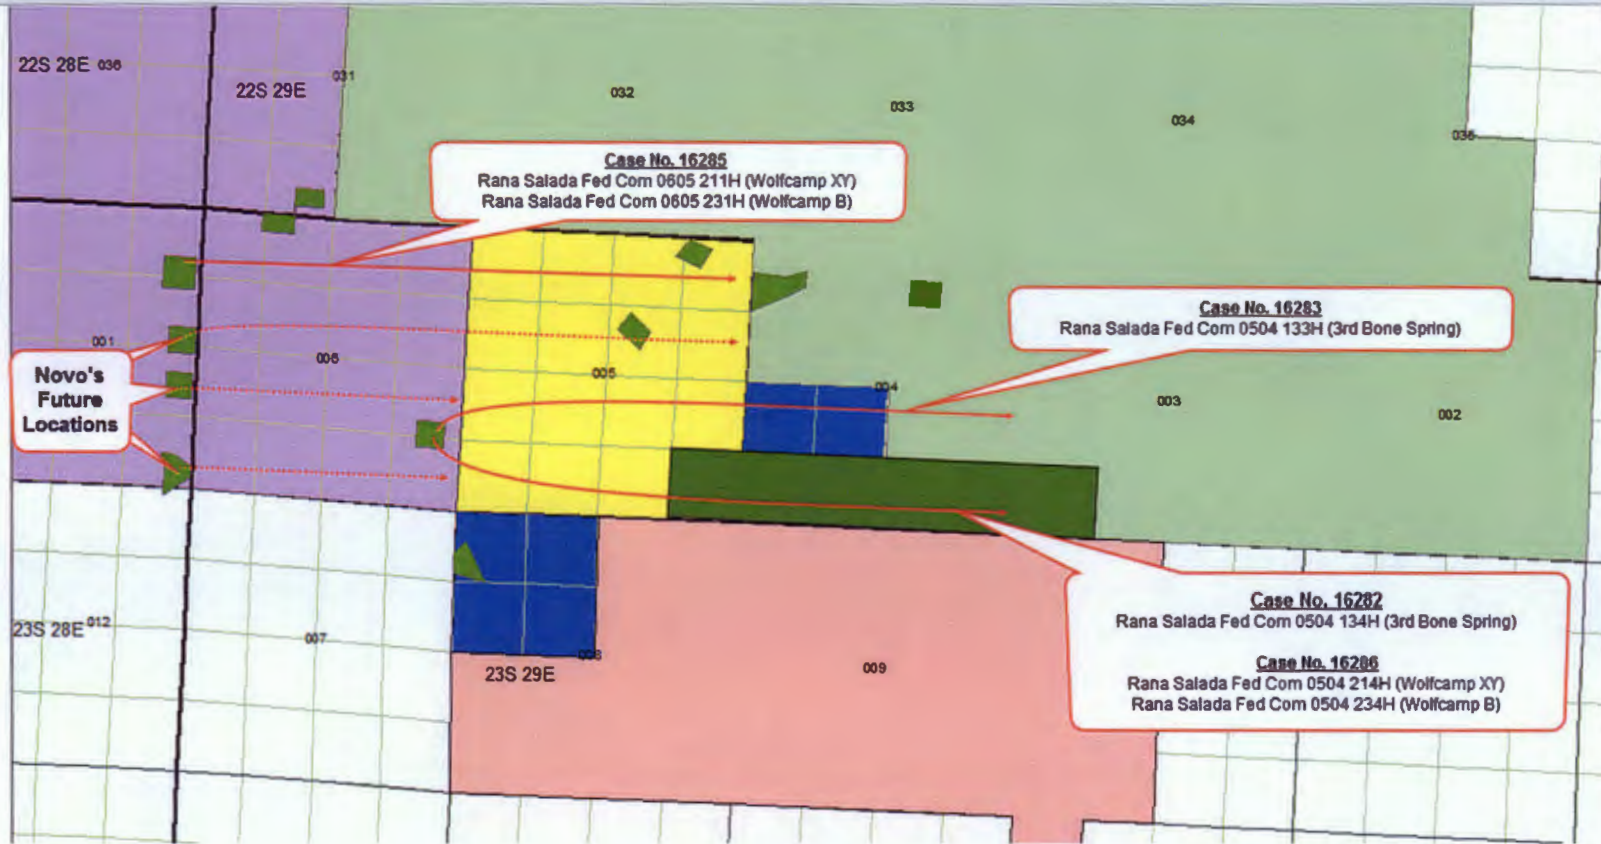 22S 28E 036
22S 29E
031
032
033
034
035
Case No. 16285
Rana Salada Fed Com 0605 211H (Wolfcamp XY)
Rana Salada Fed Com 0605 231H (Wolfcamp B)
Case No. 16283
Rana Salada Fed Com 0504 133H (3rd Bone Spring)
001
006
005
004
003
002
Novo's
Future
Locations
Case No. 16282
Rana Salada Fed Com 0504 134H (3rd Bone Spring)
Case No. 16286
Rana Salada Fed Com 0504 214H (Wolfcamp XY)
Rana Salada Fed Com 0504 234H (Wolfcamp B)
23S 28E 012
007
008
23S 29E
009